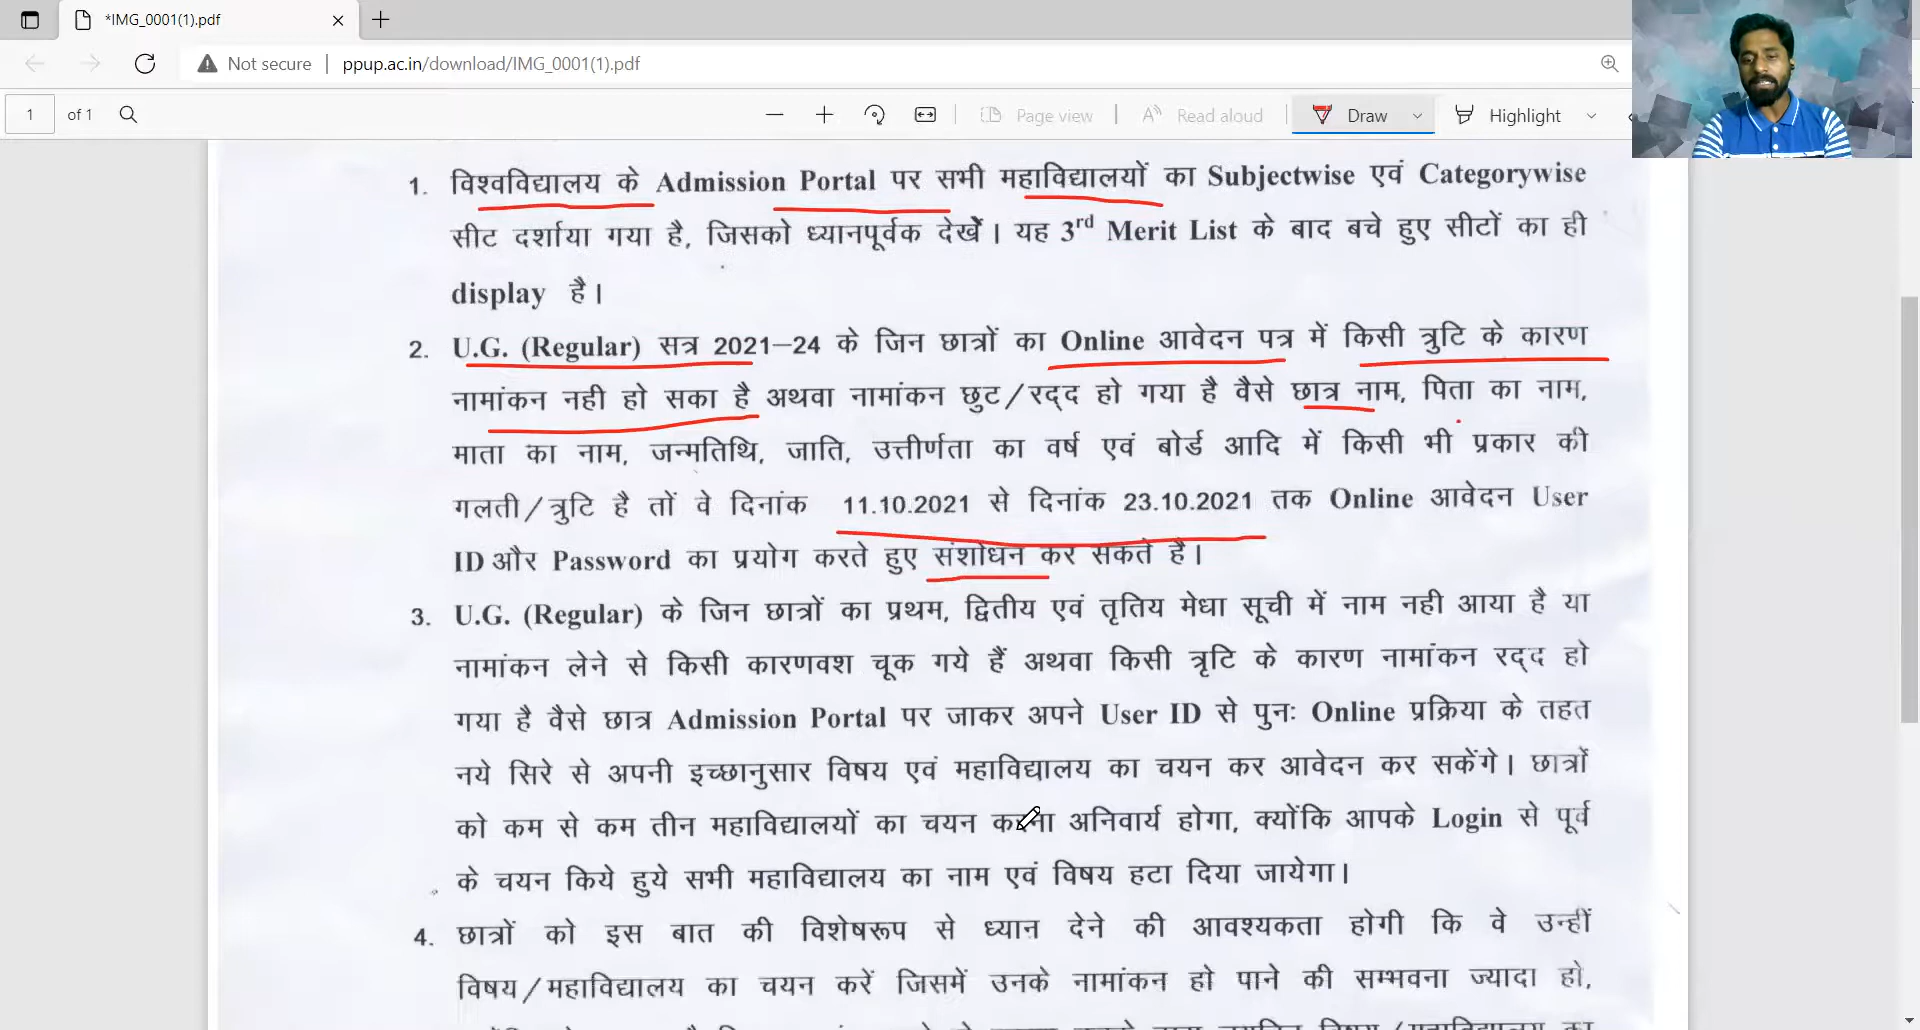 *IMG_0001(1).pdf
Not secure | ppup.ac.in/download/IMG_0001(1).pdf
1 of 1 Page view Read aloud Draw Highlight
1. विश्वविद्यालय के Admission Portal पर सभी महाविद्यालयों का Subjectwise एवं Categorywise
सीट दर्शाया गया है, जिसको ध्यानपूर्वक देखें। यह 3rd Merit List के बाद बचे हुए सीटों का ही
display है।
2. U.G. (Regular) सत्र 2021–24 के जिन छात्रों का Online आवेदन पत्र में किसी त्रुटि के कारण
नामांकन नही हो सका है अथवा नामांकन छुट/रद्द हो गया है वैसे छात्र नाम, पिता का नाम,
माता का नाम, जन्मतिथि, जाति, उत्तीर्णता का वर्ष एवं बोर्ड आदि में किसी भी प्रकार की
गलती/त्रुटि है तों वे दिनांक 11.10.2021 से दिनांक 23.10.2021 तक Online आवेदन User
ID और Password का प्रयोग करते हुए संशोधन कर सकते है।
3. U.G. (Regular) के जिन छात्रों का प्रथम, द्वितीय एवं तृतिय मेधा सूची में नाम नही आया है या
नामांकन लेने से किसी कारणवश चूक गये हैं अथवा किसी त्रृटि के कारण नामांकन रद्द हो
गया है वैसे छात्र Admission Portal पर जाकर अपने User ID से पुनः Online प्रक्रिया के तहत
नये सिरे से अपनी इच्छानुसार विषय एवं महाविद्यालय का चयन कर आवेदन कर सकेंगे। छात्रों
को कम से कम तीन महाविद्यालयों का चयन करना अनिवार्य होगा, क्योंकि आपके Login से पूर्व
के चयन किये हुये सभी महाविद्यालय का नाम एवं विषय हटा दिया जायेगा।
4. छात्रों को इस बात की विशेषरूप से ध्यान देने की आवश्यकता होगी कि वे उन्हीं
विषय/महाविद्यालय का चयन करें जिसमें उनके नामांकन हो पाने की सम्भवना ज्यादा हो,